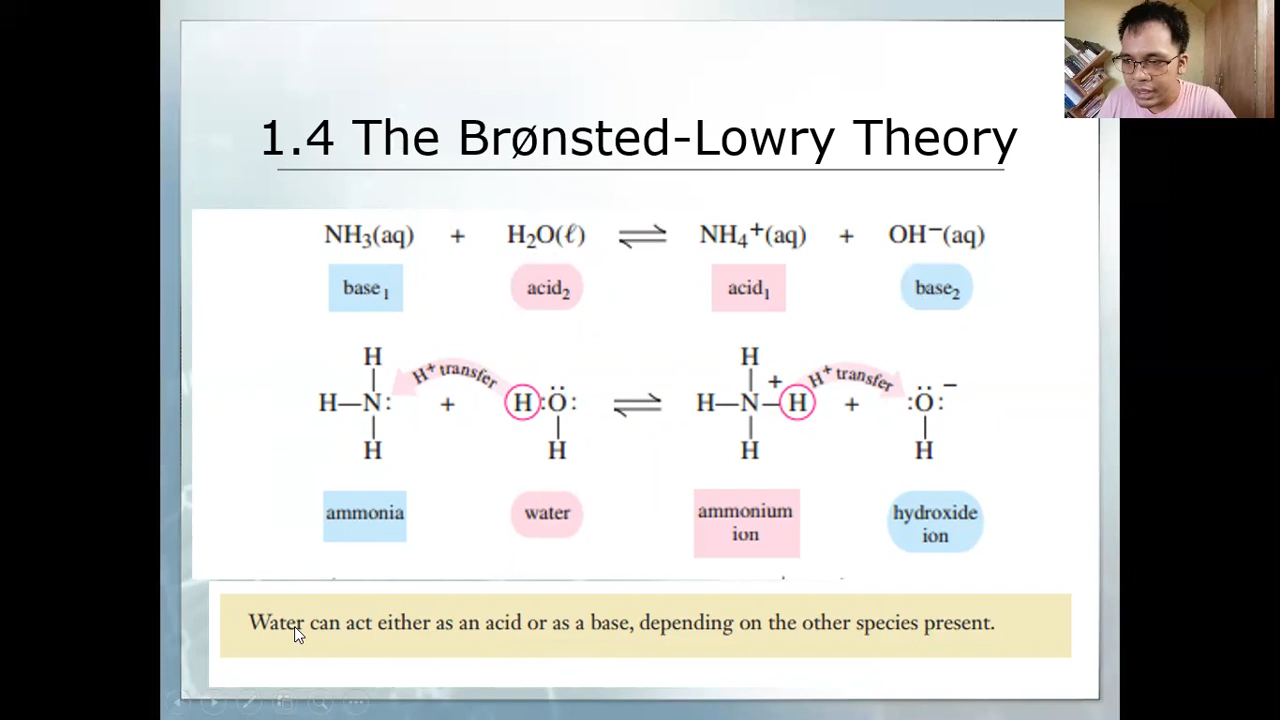 1.4 The Brønsted-Lowry Theory
NH₃(aq) + H₂O(ℓ) ⇌ NH₄⁺(aq) + OH⁻(aq)
base₁ acid₂ acid₁ base₂
H H
H⁺ transfer + H⁺ transfer
H—N: + H:Ö: ⇌ H—N—H + :Ö: −
H H H H
ammonia water ammonium ion hydroxide ion
Water can act either as an acid or as a base, depending on the other species present.